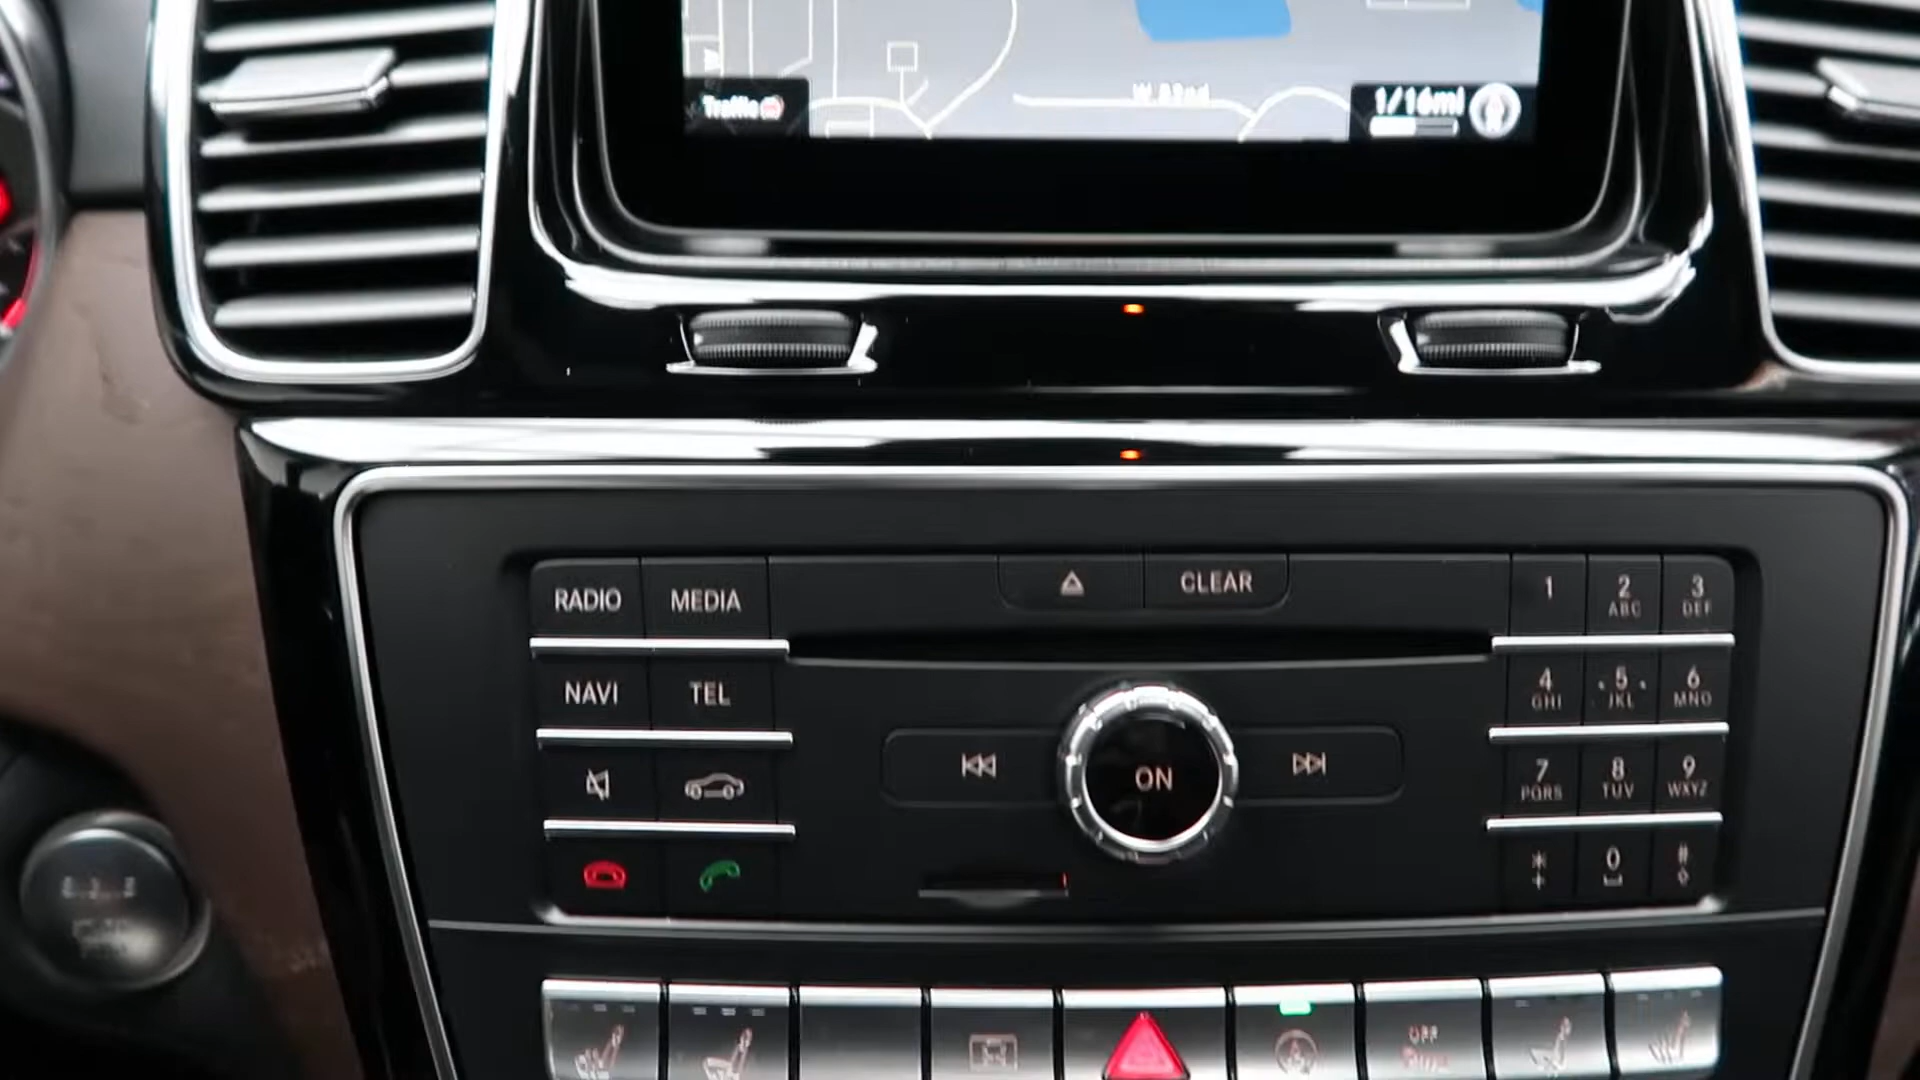 W 82nd
Traffic
1/16mi
CLEAR
RADIO MEDIA
1 2 ABC 3 DEF
NAVI TEL
4 GHI 5 JKL 6 MNO
ON
7 PQRS 8 TUV 9 WXYZ
* + 0 #
OFF